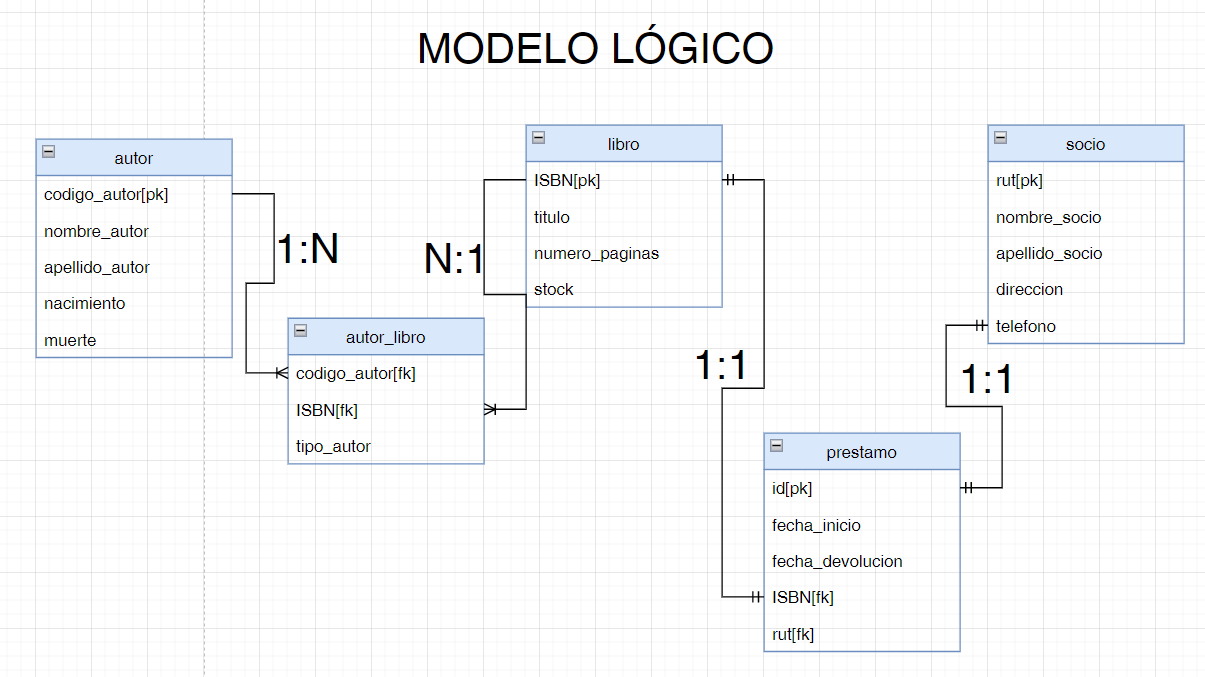 MODELO LÓGICO
autor
codigo_autor[pk]
nombre_autor
apellido_autor
nacimiento
muerte
1:N
autor_libro
codigo_autor[fk]
ISBN[fk]
tipo_autor
N:1
libro
ISBN[pk]
titulo
numero_paginas
stock
1:1
socio
rut[pk]
nombre_socio
apellido_socio
direccion
telefono
1:1
prestamo
id[pk]
fecha_inicio
fecha_devolucion
ISBN[fk]
rut[fk]